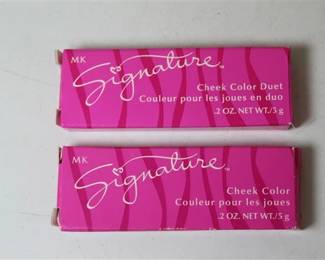 MK
Signature
Cheek Color Duet
Couleur pour les joues en duo
.2 OZ. NET WT./5 g
MK
Signature
Cheek Color
Couleur pour les joues
.2 OZ. NET WT./5 g